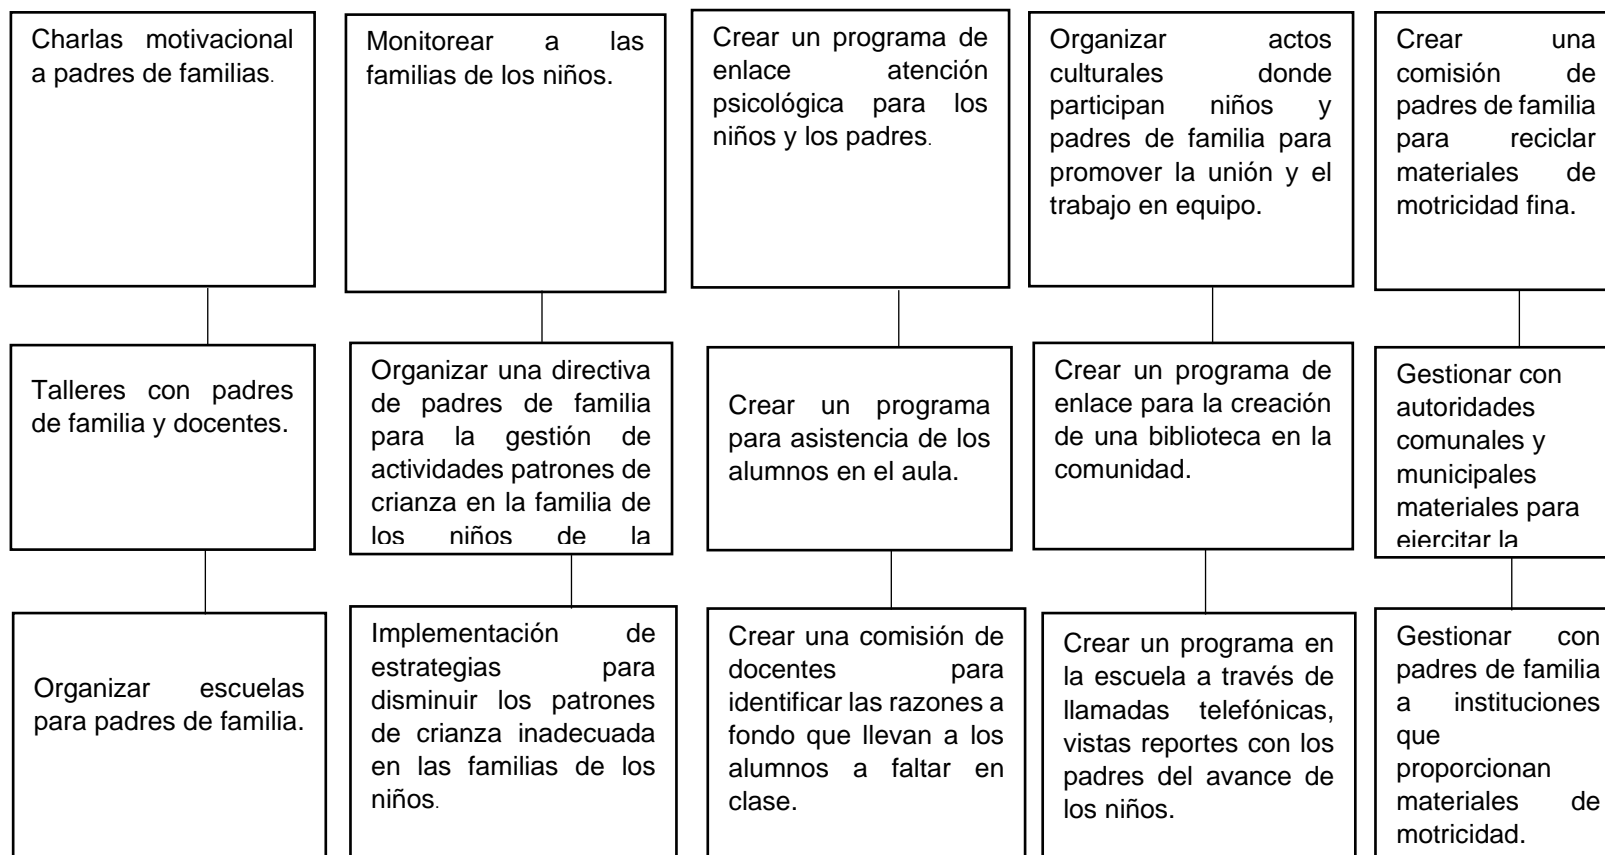 Charlas motivacional
a padres de familias.
Monitorear a las
familias de los niños.
Crear un programa de
enlace atención
psicológica para los
niños y los padres.
Organizar actos
culturales donde
participan niños y
padres de familia para
promover la unión y el
trabajo en equipo.
Crear una
comisión de
padres de familia
para reciclar
materiales de
motricidad fina.
Talleres con padres
de familia y docentes.
Organizar una directiva
de padres de familia
para la gestión de
actividades patrones de
crianza en la familia de
los niños de la
Crear un programa
para asistencia de los
alumnos en el aula.
Crear un programa de
enlace para la creación
de una biblioteca en la
comunidad.
Gestionar con
autoridades
comunales y
municipales
materiales para
ejercitar la
Organizar escuelas
para padres de familia.
Implementación de
estrategias para
disminuir los patrones
de crianza inadecuada
en las familias de los
niños.
Crear una comisión de
docentes para
identificar las razones a
fondo que llevan a los
alumnos a faltar en
clase.
Crear un programa en
la escuela a través de
llamadas telefónicas,
vistas reportes con los
padres del avance de
los niños.
Gestionar con
padres de familia
a instituciones
que
proporcionan
materiales de
motricidad.